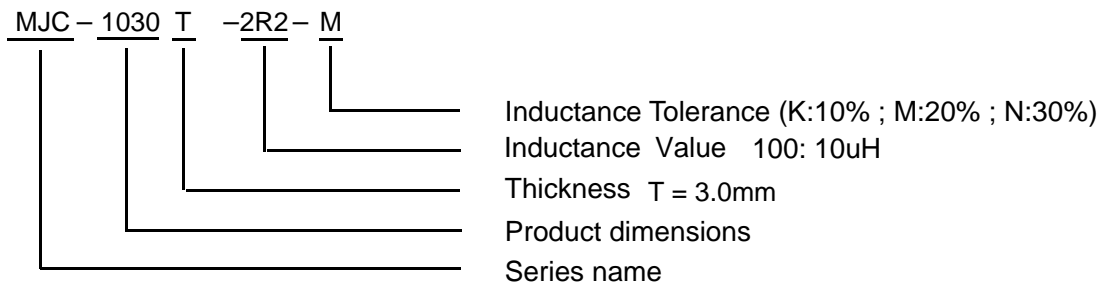 MJC – 1030 T –2R2 – M
Inductance Tolerance (K:10% ; M:20% ; N:30%)
Inductance Value 100: 10uH
Thickness T = 3.0mm
Product dimensions
Series name